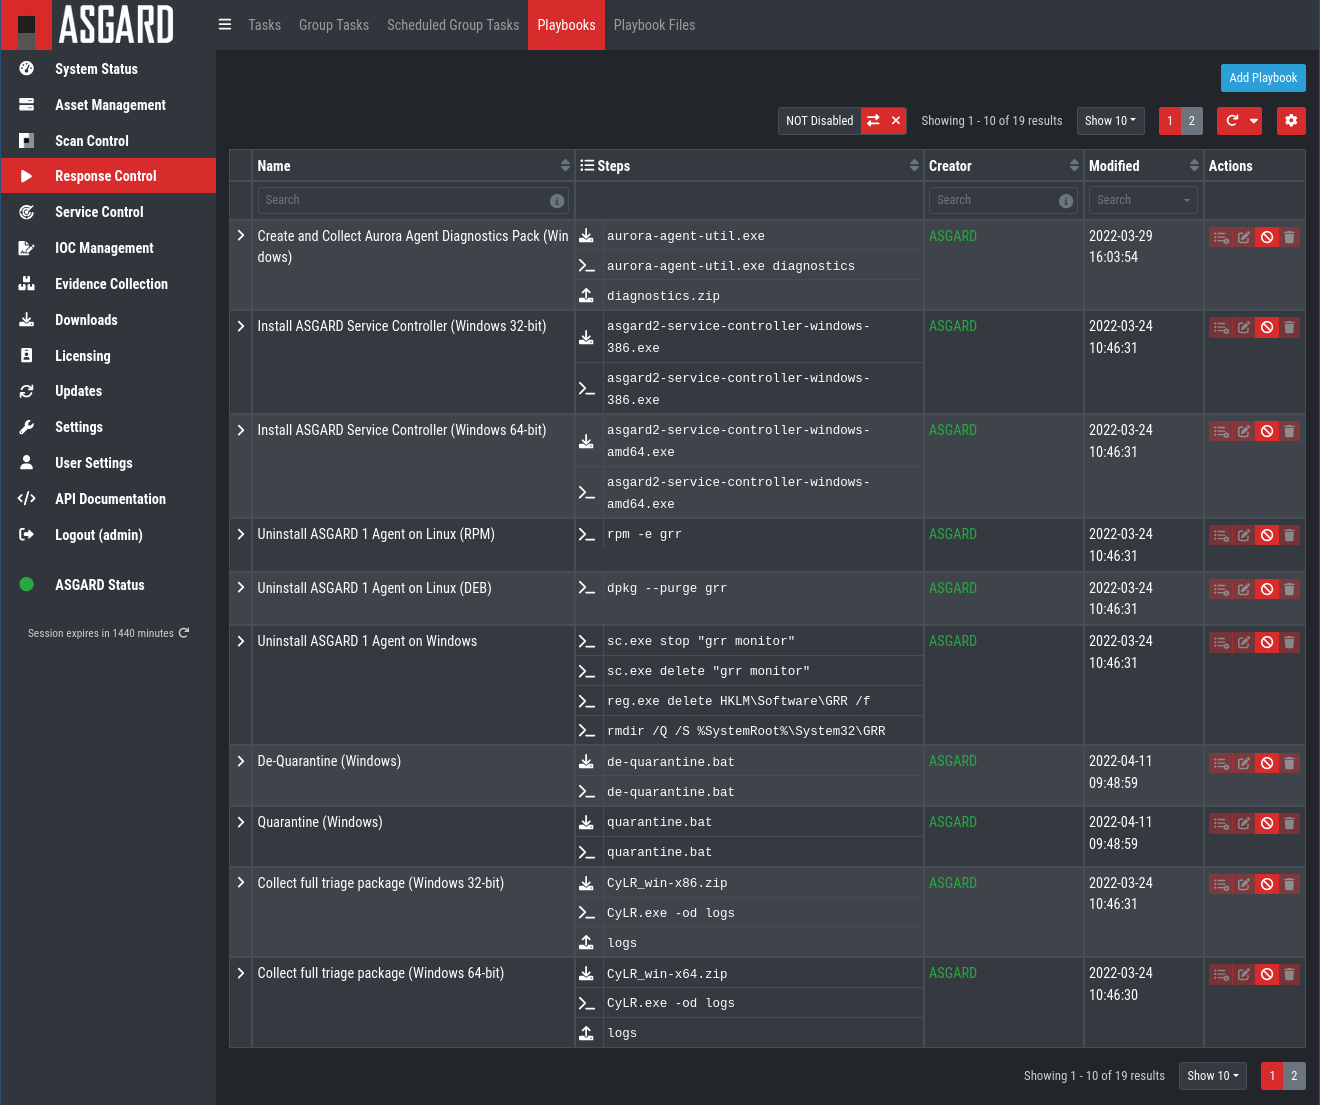 ASGARD
Tasks Group Tasks Scheduled Group Tasks Playbooks Playbook Files
System Status
Asset Management
Scan Control
Response Control
Service Control
IOC Management
Evidence Collection
Downloads
Licensing
Updates
Settings
User Settings
API Documentation
Logout (admin)
ASGARD Status
Session expires in 1440 minutes
Add Playbook
NOT Disabled Showing 1 - 10 of 19 results Show 10 1 2
Name Steps Creator Modified Actions
Search Search Search
Create and Collect Aurora Agent Diagnostics Pack (Win
dows)
aurora-agent-util.exe
aurora-agent-util.exe diagnostics
diagnostics.zip
ASGARD
2022-03-29
16:03:54
Install ASGARD Service Controller (Windows 32-bit)
asgard2-service-controller-windows-
386.exe
asgard2-service-controller-windows-
386.exe
ASGARD
2022-03-24
10:46:31
Install ASGARD Service Controller (Windows 64-bit)
asgard2-service-controller-windows-
amd64.exe
asgard2-service-controller-windows-
amd64.exe
ASGARD
2022-03-24
10:46:31
Uninstall ASGARD 1 Agent on Linux (RPM)
rpm -e grr
ASGARD
2022-03-24
10:46:31
Uninstall ASGARD 1 Agent on Linux (DEB)
dpkg --purge grr
ASGARD
2022-03-24
10:46:31
Uninstall ASGARD 1 Agent on Windows
sc.exe stop "grr monitor"
sc.exe delete "grr monitor"
reg.exe delete HKLM\Software\GRR /f
rmdir /Q /S %SystemRoot%\System32\GRR
ASGARD
2022-03-24
10:46:31
De-Quarantine (Windows)
de-quarantine.bat
de-quarantine.bat
ASGARD
2022-04-11
09:48:59
Quarantine (Windows)
quarantine.bat
quarantine.bat
ASGARD
2022-04-11
09:48:59
Collect full triage package (Windows 32-bit)
CyLR_win-x86.zip
CyLR.exe -od logs
logs
ASGARD
2022-03-24
10:46:31
Collect full triage package (Windows 64-bit)
CyLR_win-x64.zip
CyLR.exe -od logs
logs
ASGARD
2022-03-24
10:46:30
Showing 1 - 10 of 19 results Show 10 1 2